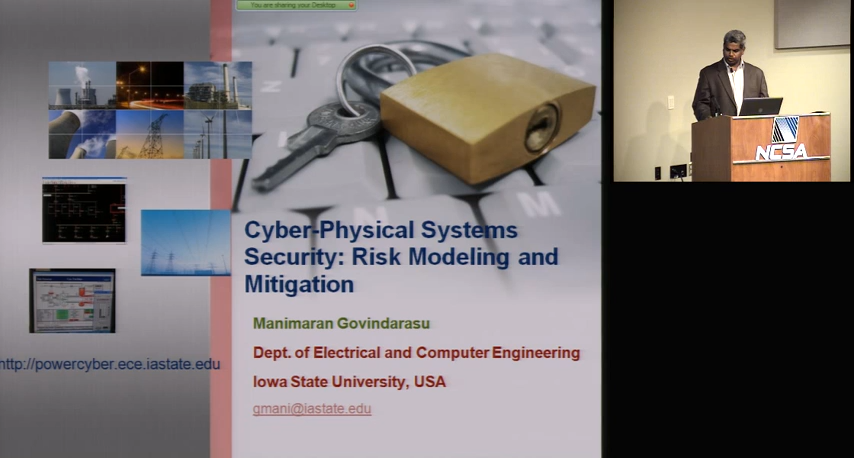 You are sharing your Desktop
NCSA
Cyber-Physical Systems
Security: Risk Modeling and
Mitigation
Manimaran Govindarasu
Dept. of Electrical and Computer Engineering
Iowa State University, USA
gmani@iastate.edu
http://powercyber.ece.iastate.edu